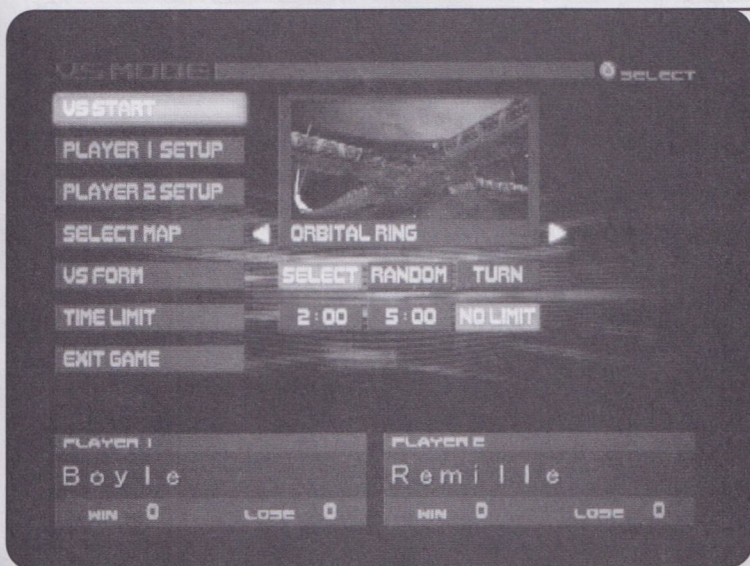 VS MODE
SELECT
VS START
PLAYER 1 SETUP
PLAYER 2 SETUP
SELECT MAP
ORBITAL RING
VS FORM
SELECT RANDOM TURN
TIME LIMIT
2:00 5:00 NO LIMIT
EXIT GAME
PLAYER 1
Boyle
WIN 0 LOSE 0
PLAYER 2
Remille
WIN 0 LOSE 0